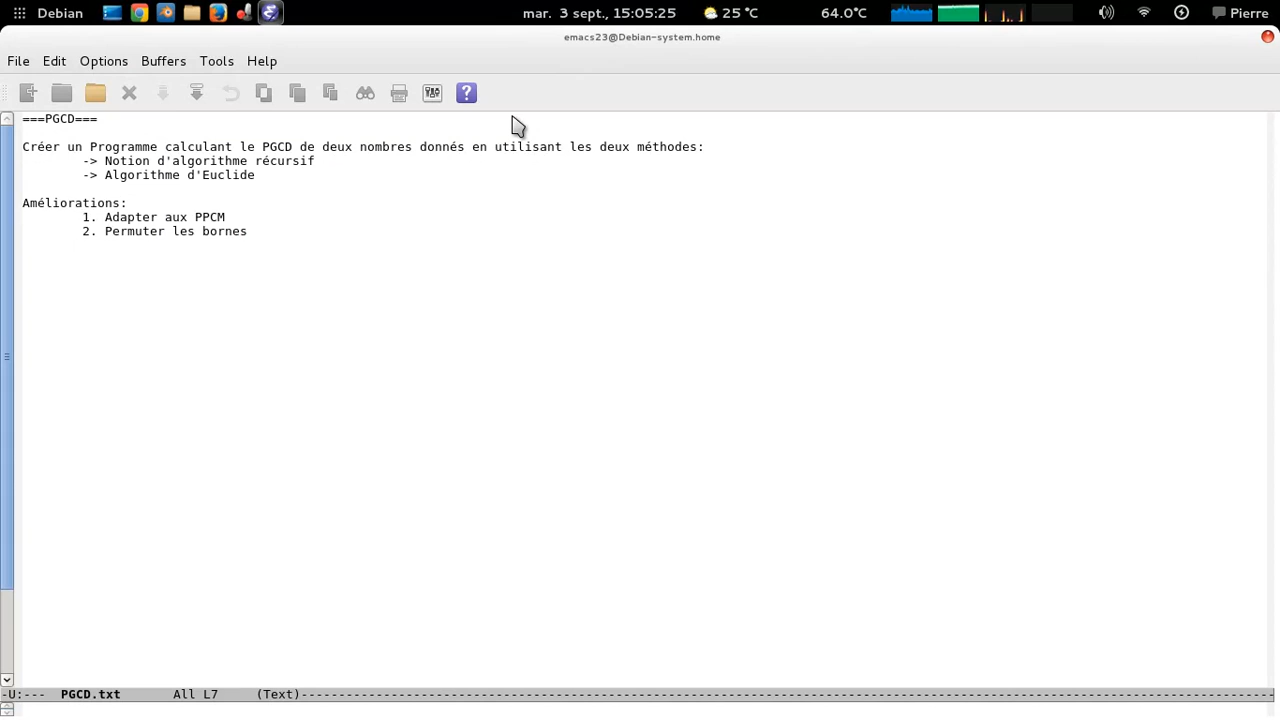 Debian mar. 3 sept., 15:05:25 25 °C 64.0°C Pierre
emacs23@Debian-system.home
File Edit Options Buffers Tools Help
===PGCD===
Créer un Programme calculant le PGCD de deux nombres donnés en utilisant les deux méthodes:
-> Notion d'algorithme récursif
-> Algorithme d'Euclide
Améliorations:
1. Adapter aux PPCM
2. Permuter les bornes
-U:--- PGCD.txt All L7 (Text)